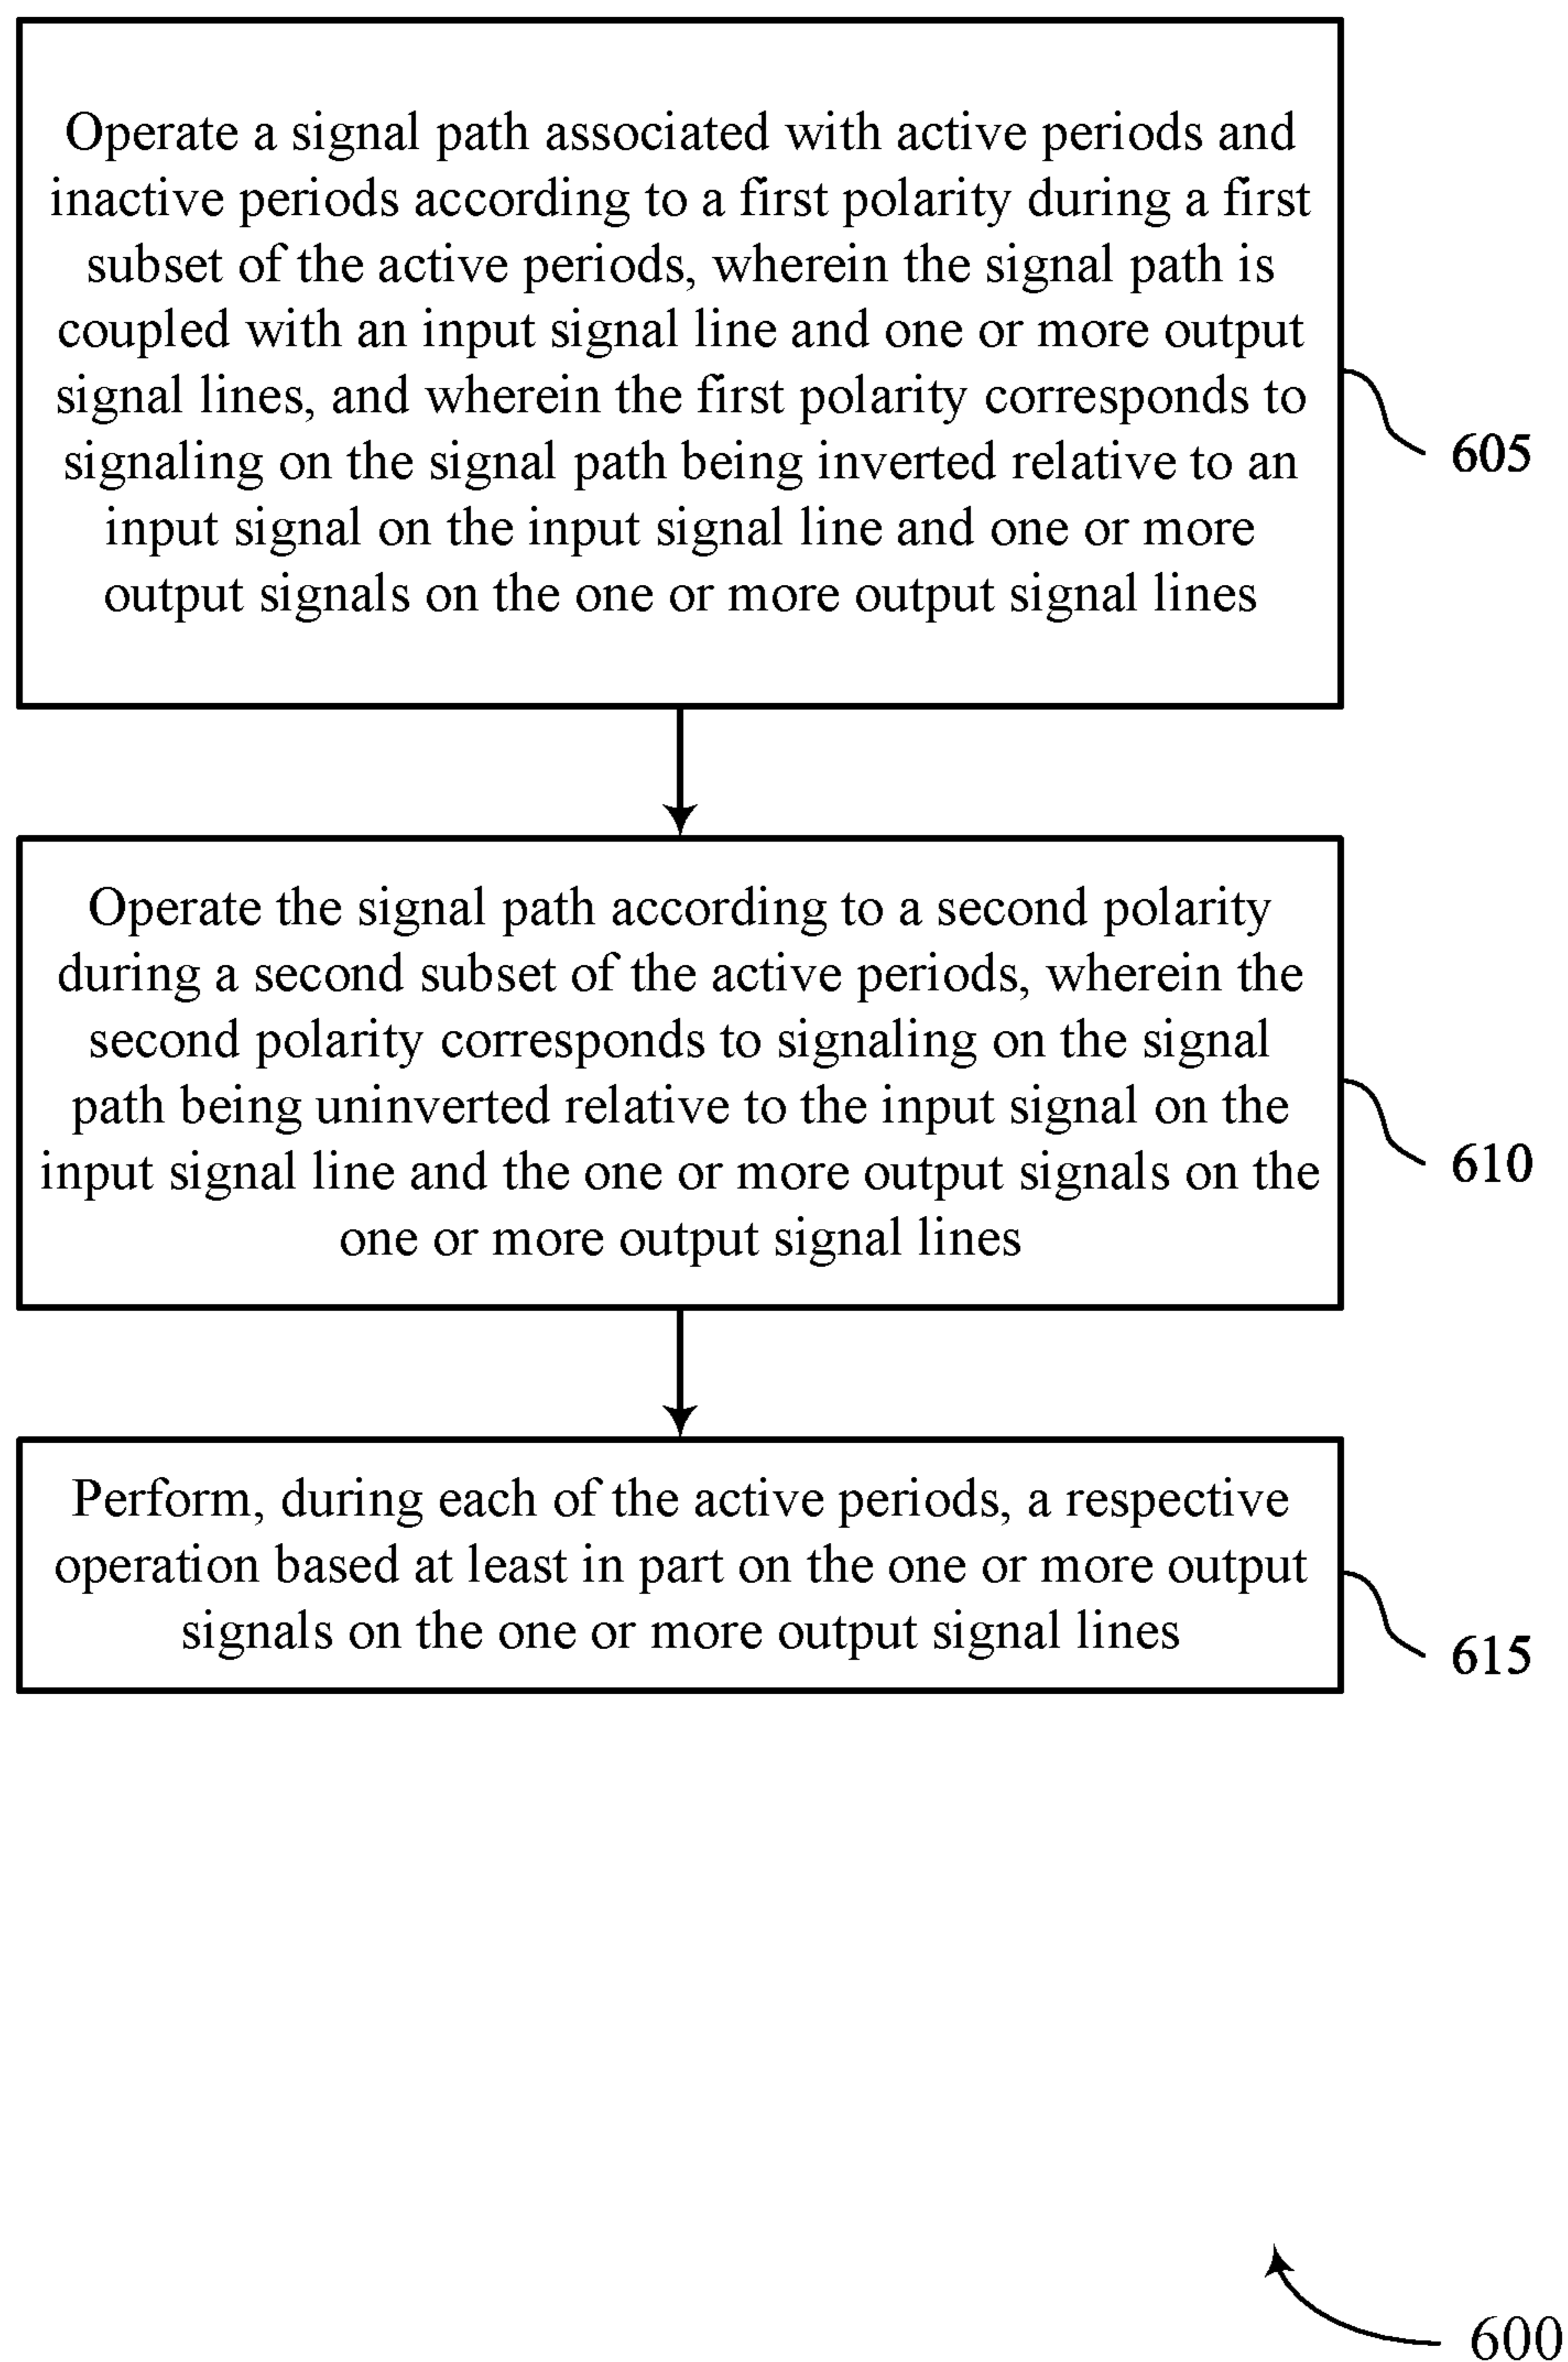 Operate a signal path associated with active periods and
inactive periods according to a first polarity during a first
subset of the active periods, wherein the signal path is
coupled with an input signal line and one or more output
signal lines, and wherein the first polarity corresponds to
signaling on the signal path being inverted relative to an
input signal on the input signal line and one or more
output signals on the one or more output signal lines
605
Operate the signal path according to a second polarity
during a second subset of the active periods, wherein the
second polarity corresponds to signaling on the signal
path being uninverted relative to the input signal on the
input signal line and the one or more output signals on the
one or more output signal lines
610
Perform, during each of the active periods, a respective
operation based at least in part on the one or more output
signals on the one or more output signal lines
615
600